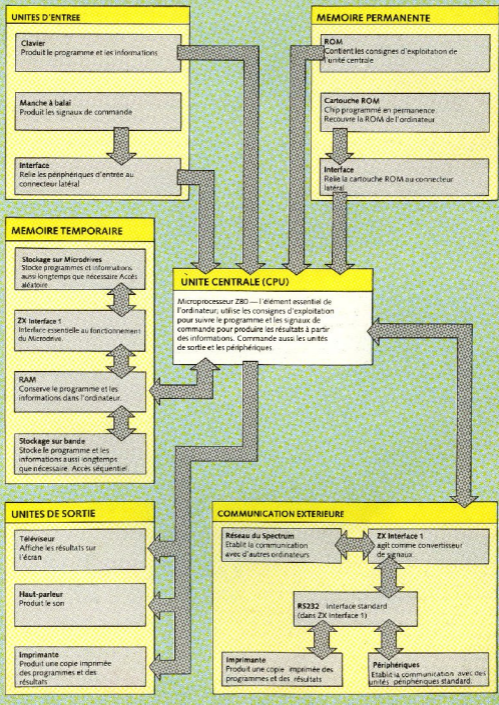 UNITES D'ENTREE
Clavier
Produit le programme et les informations
Manche à balai
Produit les signaux de commande
Interface
Relie les périphériques d'entrée au
connecteur latéral
MEMOIRE PERMANENTE
ROM
Contient les consignes d'exploitation de
l'unité centrale
Cartouche ROM
Chip programmé en permanence.
Recouvre la ROM de l'ordinateur
Interface
Relie la cartouche ROM au connecteur
latéral
MEMOIRE TEMPORAIRE
Stockage sur Microdrives
Stocke programmes et informations
aussi longtemps que nécessaire Accès
aléatoire
ZX Interface 1
Interface essentielle au fonctionnement
du Microdrive.
RAM
Conserve le programme et les
informations dans l'ordinateur.
Stockage sur bande
Stocke le programme et les
informations aussi longtemps
que nécessaire. Accès séquentiel.
UNITE CENTRALE (CPU)
Microprocesseur Z80 — l'élément essentiel de
l'ordinateur, utilise les consignes d'exploitation
pour suivre le programme et les signaux de
commande pour produire les résultats à partir
des informations. Commande aussi les unités
de sortie et les périphériques.
UNITES DE SORTIE
Téléviseur
Affiche les résultats sur
l'écran
Haut-parleur
Produit le son
Imprimante
Produit une copie imprimée
des programmes et des
résultats
COMMUNICATION EXTERIEURE
Réseau du Spectrum
Etablit la communication
avec d'autres ordinateurs
ZX Interface 1
agit comme convertisseur
de signaux
RS232 Interface standard
(dans ZX Interface 1)
Imprimante
Produit une copie imprimée des
programmes et des résultats
Périphériques
Etablit la communication avec des
unités périphériques standard.